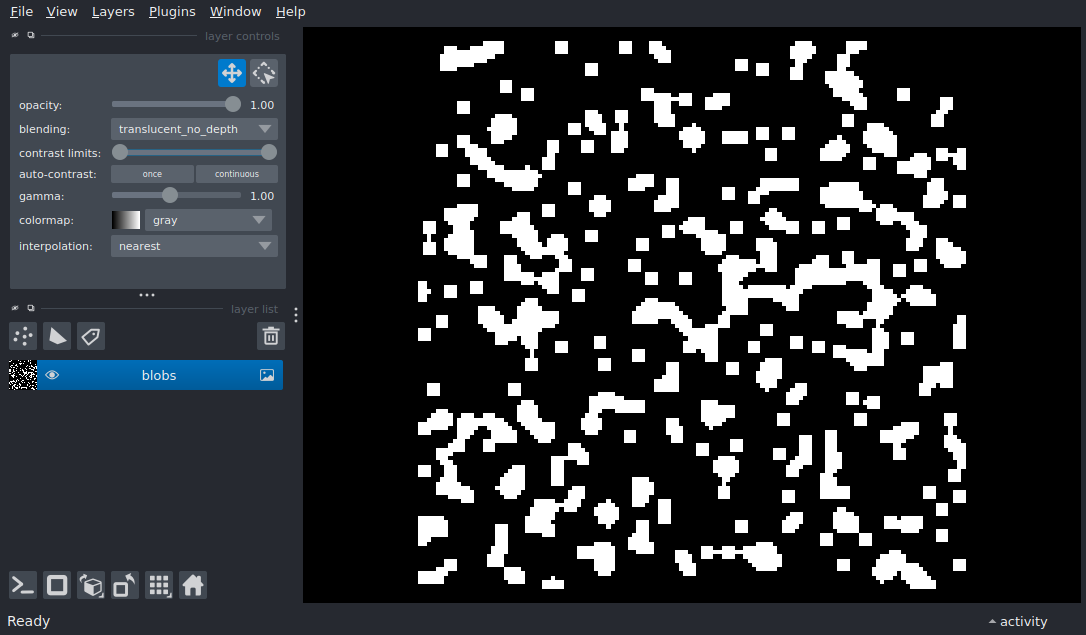 File View Layers Plugins Window Help
layer controls
opacity: 1.00
blending: translucent_no_depth
contrast limits:
auto-contrast: once continuous
gamma: 1.00
colormap: gray
interpolation: nearest
layer list
blobs
Ready activity